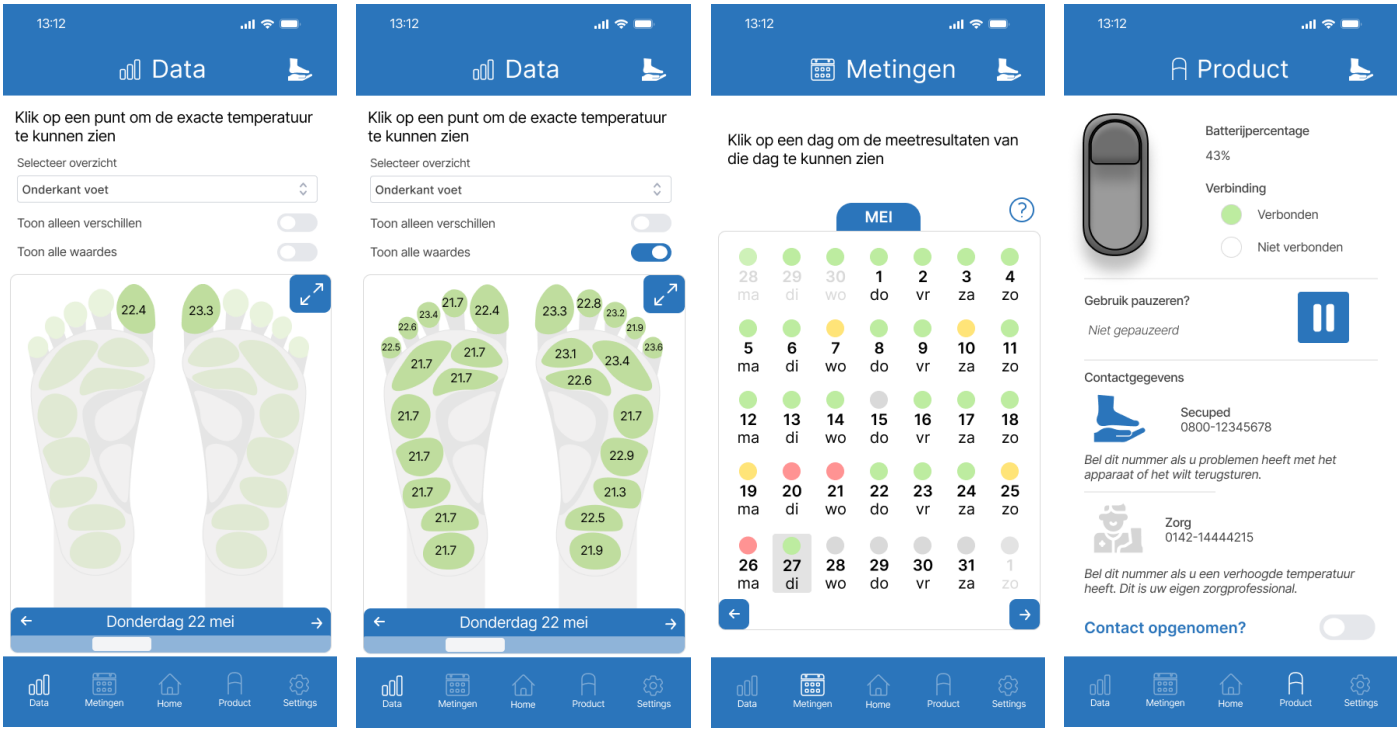 13:12
Data
Klik op een punt om de exacte temperatuur
te kunnen zien
Selecteer overzicht
Onderkant voet
Toon alleen verschillen
Toon alle waardes
22.4
23.3
Donderdag 22 mei
Data
Metingen
Home
Product
Settings
13:12
Data
Klik op een punt om de exacte temperatuur
te kunnen zien
Selecteer overzicht
Onderkant voet
Toon alleen verschillen
Toon alle waardes
22.5
22.6
23.4
21.7
22.4
23.3
22.8
23.2
21.9
23.6
21.7
21.7
23.1
23.4
21.7
22.6
21.7
21.7
21.7
22.9
21.7
21.3
21.7
22.5
21.7
21.9
Donderdag 22 mei
Data
Metingen
Home
Product
Settings
13:12
Metingen
Klik op een dag om de meetresultaten van
die dag te kunnen zien
MEI
?
28 29 30 1 2 3 4
ma di wo do vr za zo
5 6 7 8 9 10 11
ma di wo do vr za zo
12 13 14 15 16 17 18
ma di wo do vr za zo
19 20 21 22 23 24 25
ma di wo do vr za zo
26 27 28 29 30 31 1
ma di wo do vr za zo
Data
Metingen
Home
Product
Settings
13:12
Product
Batterijpercentage
43%
Verbinding
Verbonden
Niet verbonden
Gebruik pauzeren?
Niet gepauzeerd
Contactgegevens
Secuped
0800-12345678
Bel dit nummer als u problemen heeft met het
apparaat of het wilt terugsturen.
Zorg
0142-14444215
Bel dit nummer als u een verhoogde temperatuur
heeft. Dit is uw eigen zorgprofessional.
Contact opgenomen?
Data
Metingen
Home
Product
Settings